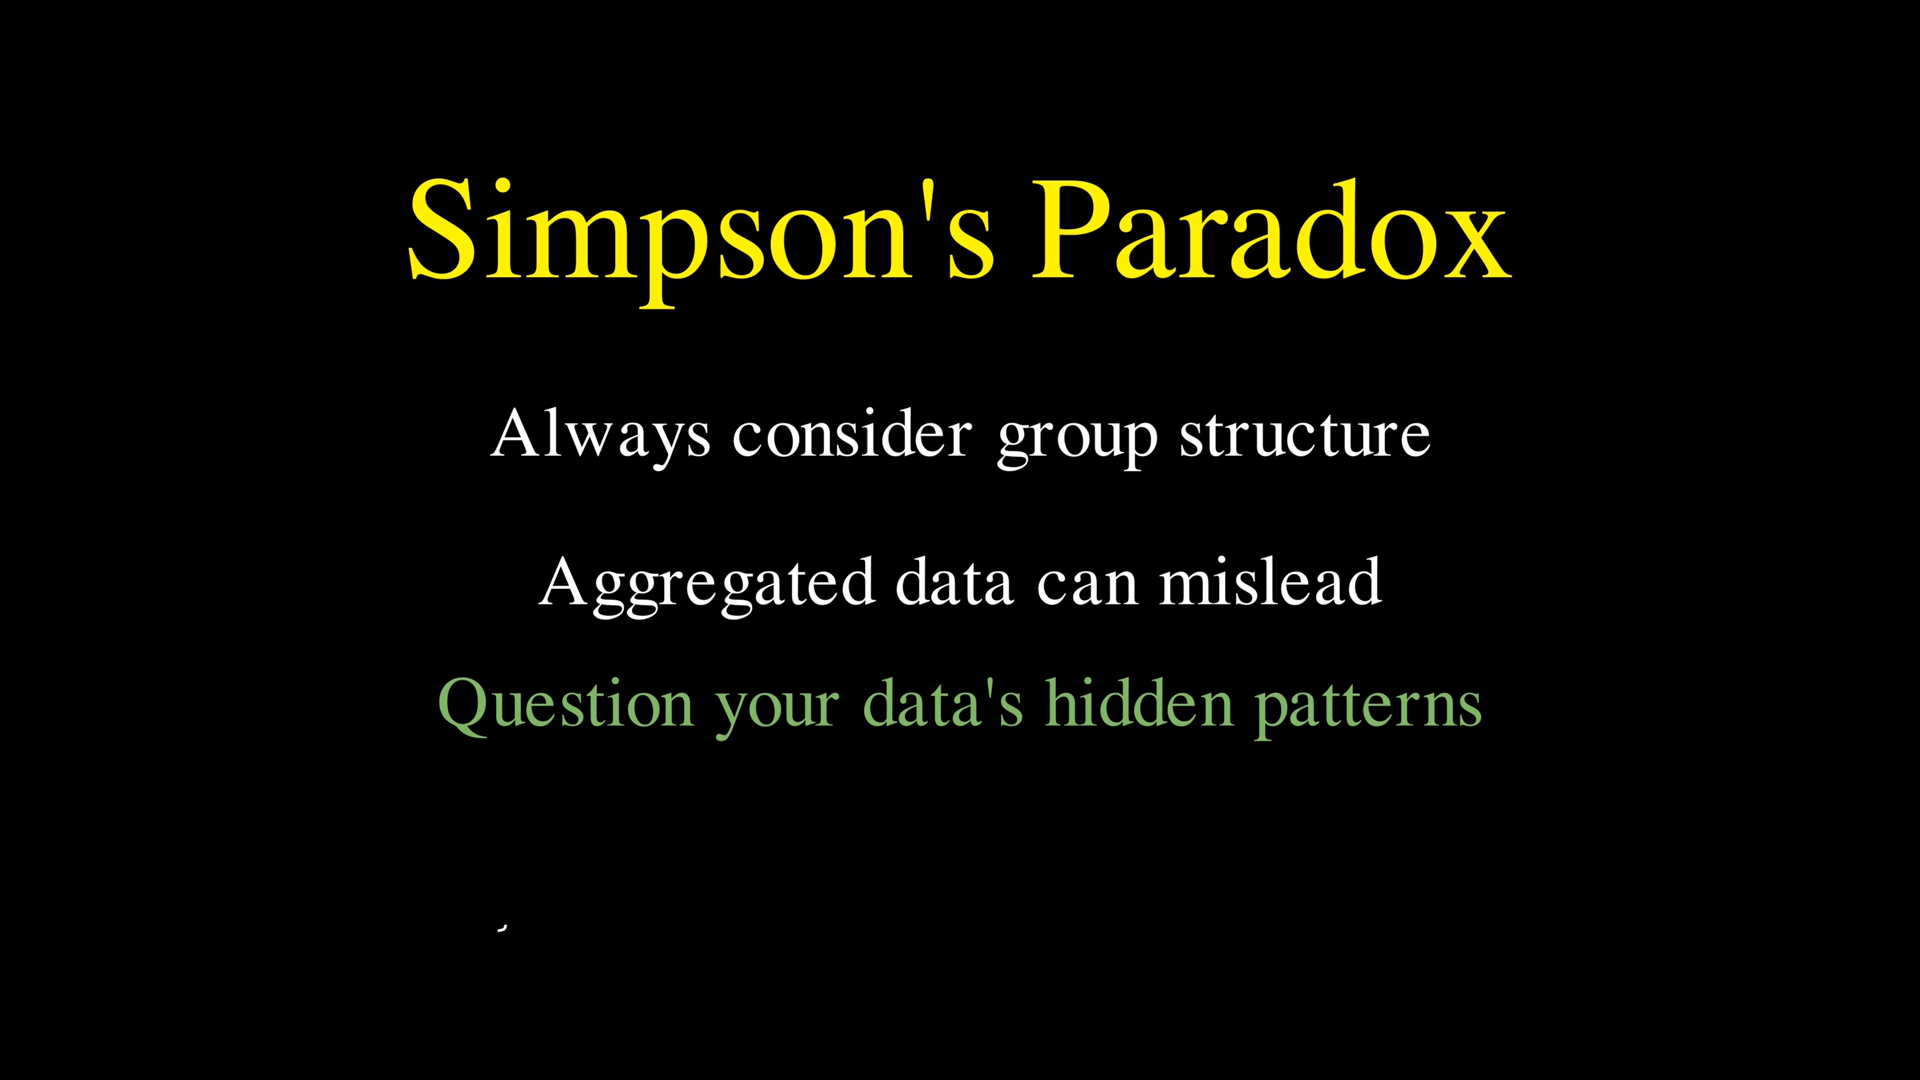 Simpson's Paradox
Always consider group structure
Aggregated data can mislead
Question your data's hidden patterns